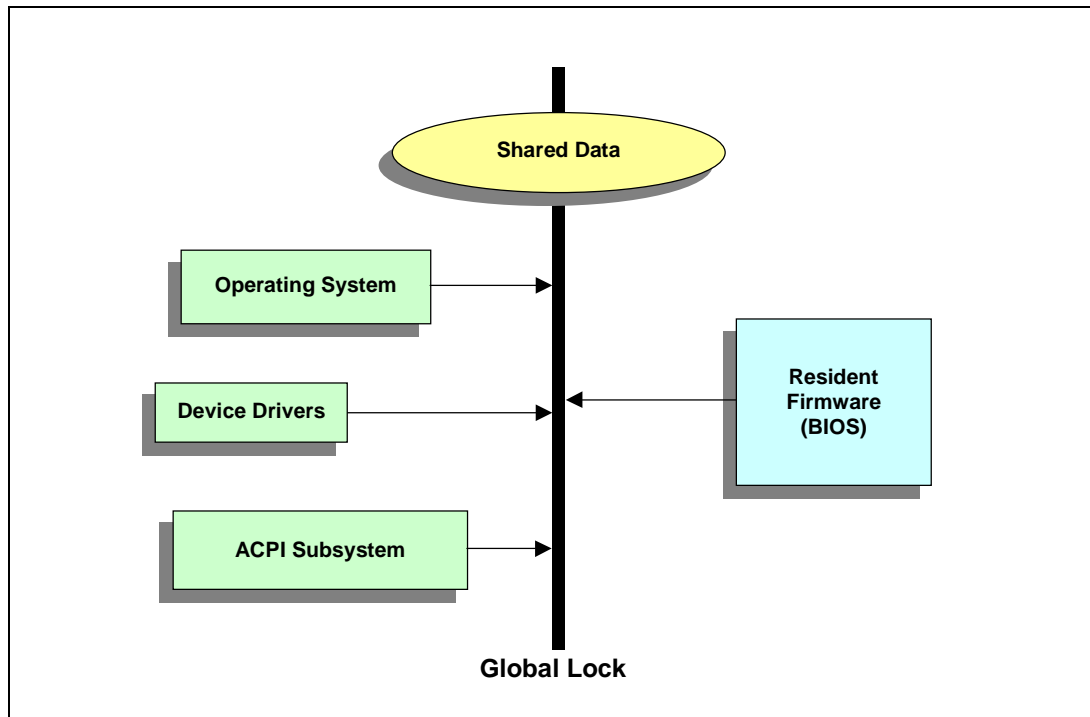 Shared Data
Operating System
Device Drivers
Resident
Firmware
(BIOS)
ACPI Subsystem
Global Lock